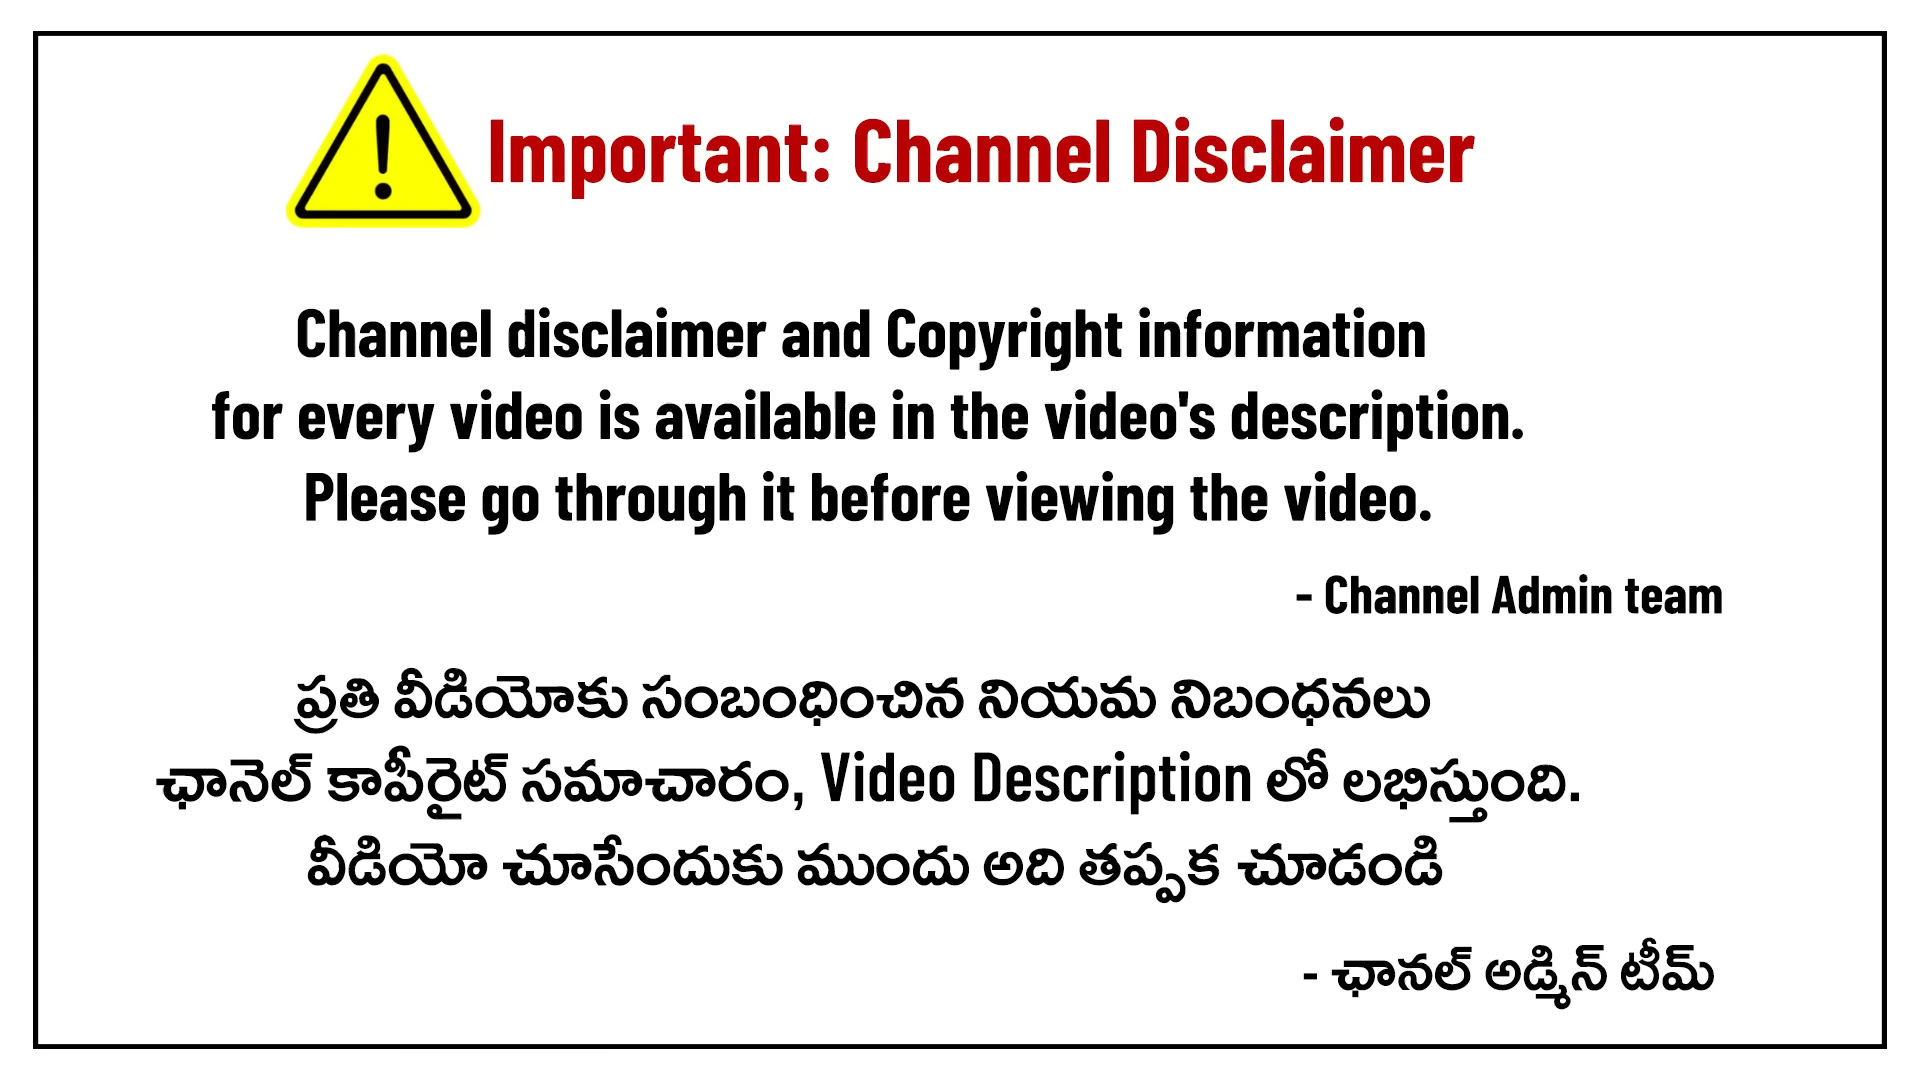 Important: Channel Disclaimer
Channel disclaimer and Copyright information
for every video is available in the video's description.
Please go through it before viewing the video.
- Channel Admin team
ప్రతి వీడియోకు సంబంధించిన నియమ నిబంధనలు
ఛానెల్ కాపీరైట్ సమాచారం, Video Description లో లభిస్తుంది.
వీడియో చూసేందుకు ముందు అది తప్పక చూడండి
- ఛానల్ అడ్మిన్ టీమ్